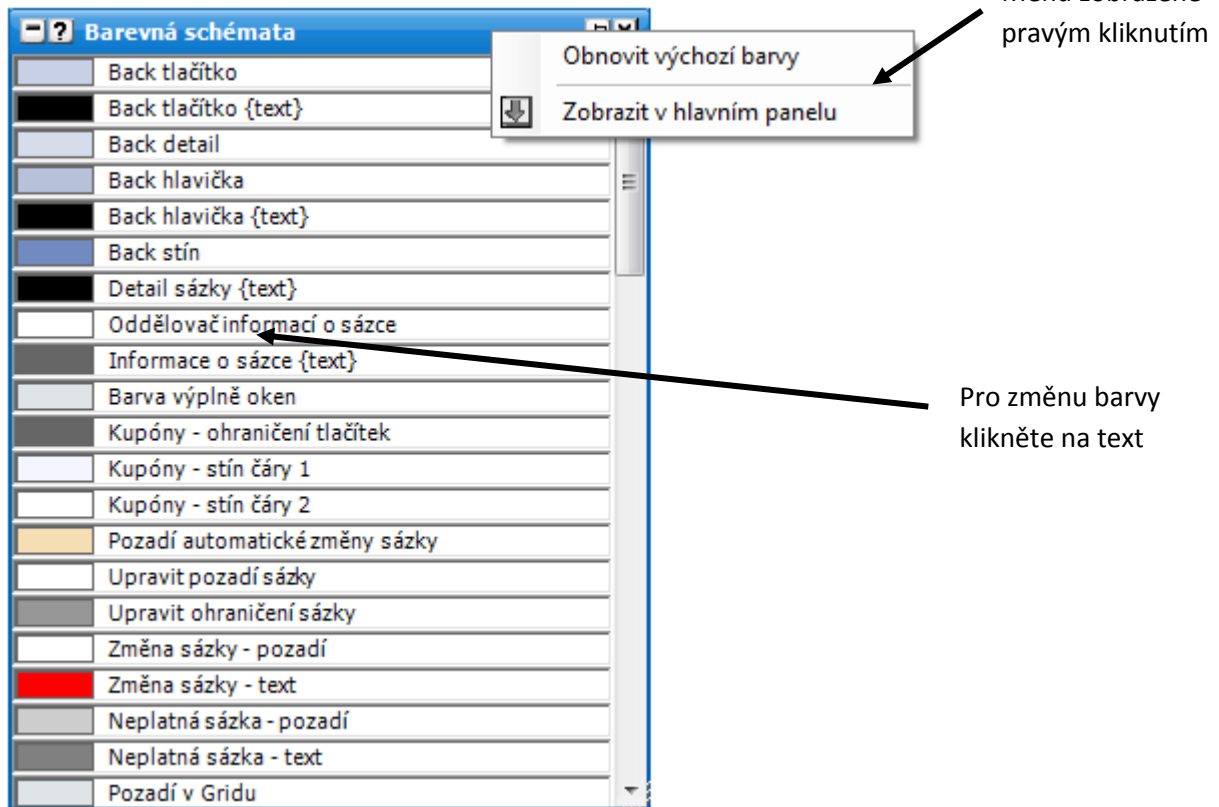 Menu zobrazené
pravým kliknutím
Barevná schémata
Obnovit výchozí barvy
Zobrazit v hlavním panelu
Back tlačítko
Back tlačítko {text}
Back detail
Back hlavička
Back hlavička {text}
Back stín
Detail sázky {text}
Oddělovač informací o sázce
Informace o sázce {text}
Barva výplně oken
Kupóny - ohraničení tlačítek
Kupóny - stín čáry 1
Kupóny - stín čáry 2
Pozadí automatické změny sázky
Upravit pozadí sázky
Upravit ohraničení sázky
Změna sázky - pozadí
Změna sázky - text
Neplatná sázka - pozadí
Neplatná sázka - text
Pozadí v Gridu
Pro změnu barvy
klikněte na text